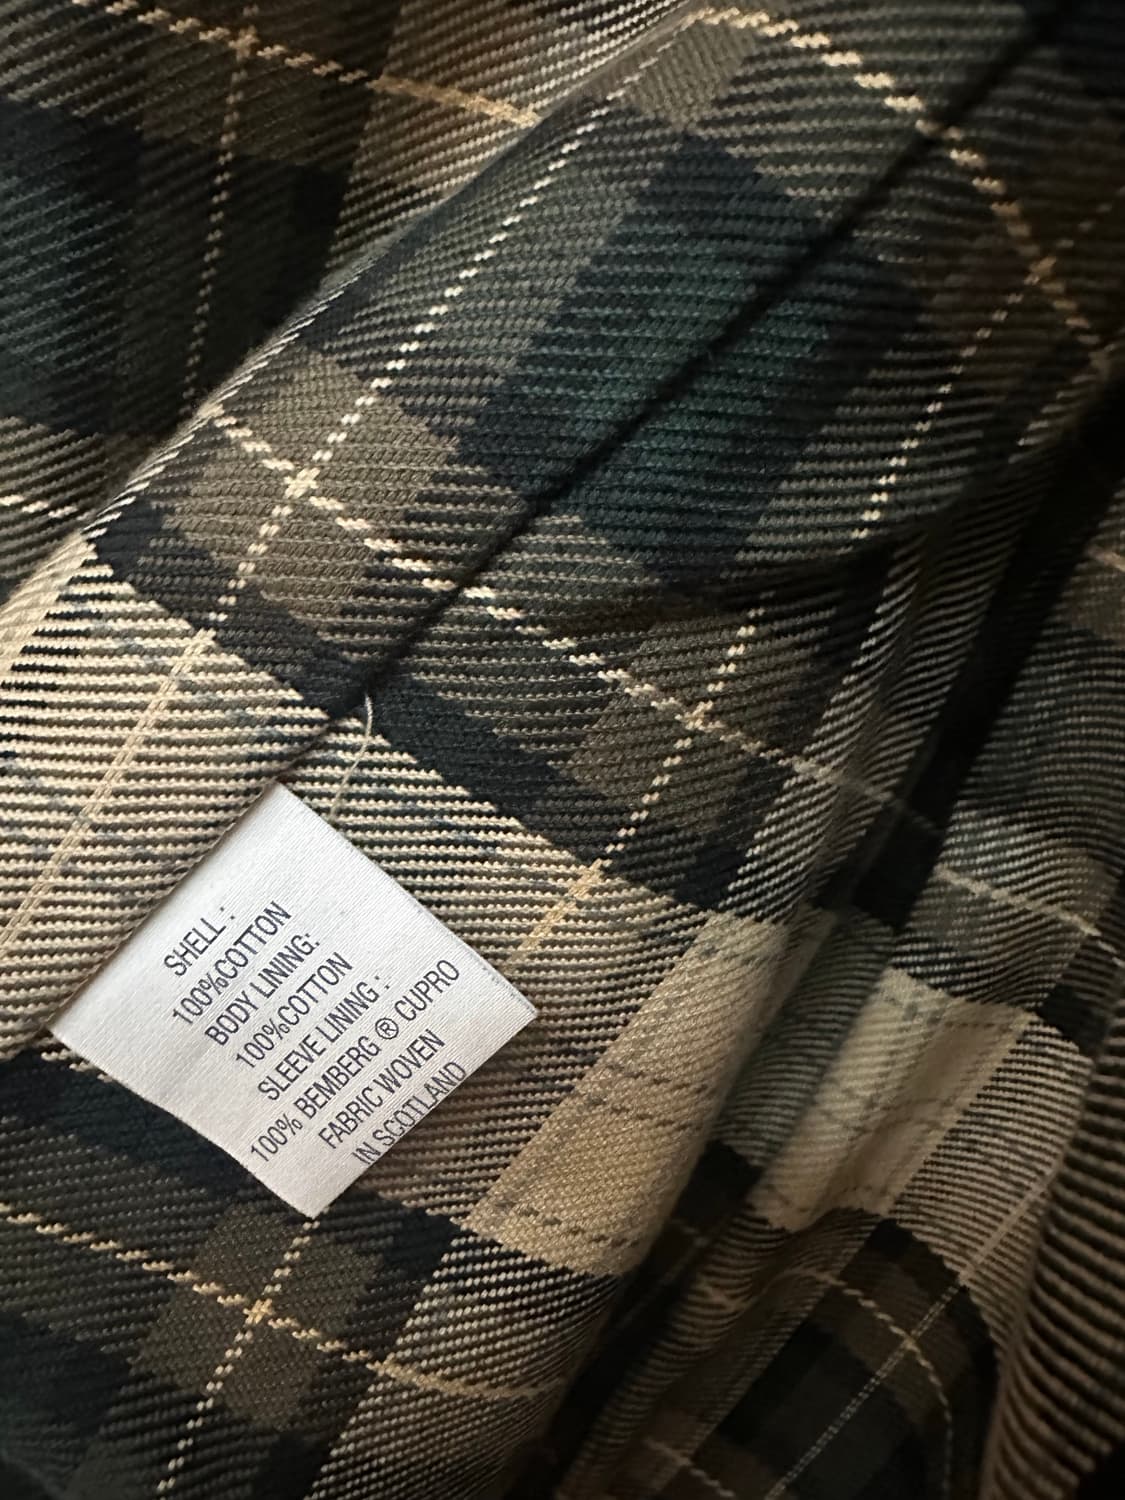 SHELL :
100%COTTON
BODY LINING:
100%COTTON
SLEEVE LINING :
100% BEMBERG ® CUPRO
FABRIC WOVEN
IN SCOTLAND